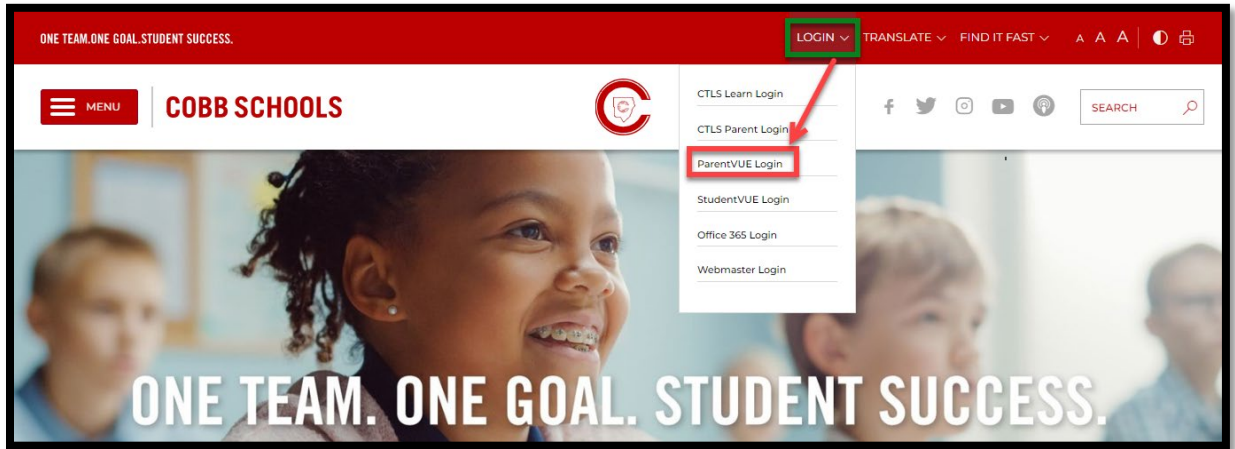 ONE TEAM.ONE GOAL.STUDENT SUCCESS.
LOGIN TRANSLATE FIND IT FAST A A A
MENU
COBB SCHOOLS
C
CTLS Learn Login
CTLS Parent Login
ParentVUE Login
StudentVUE Login
Office 365 Login
Webmaster Login
SEARCH
ONE TEAM. ONE GOAL. STUDENT SUCCESS.